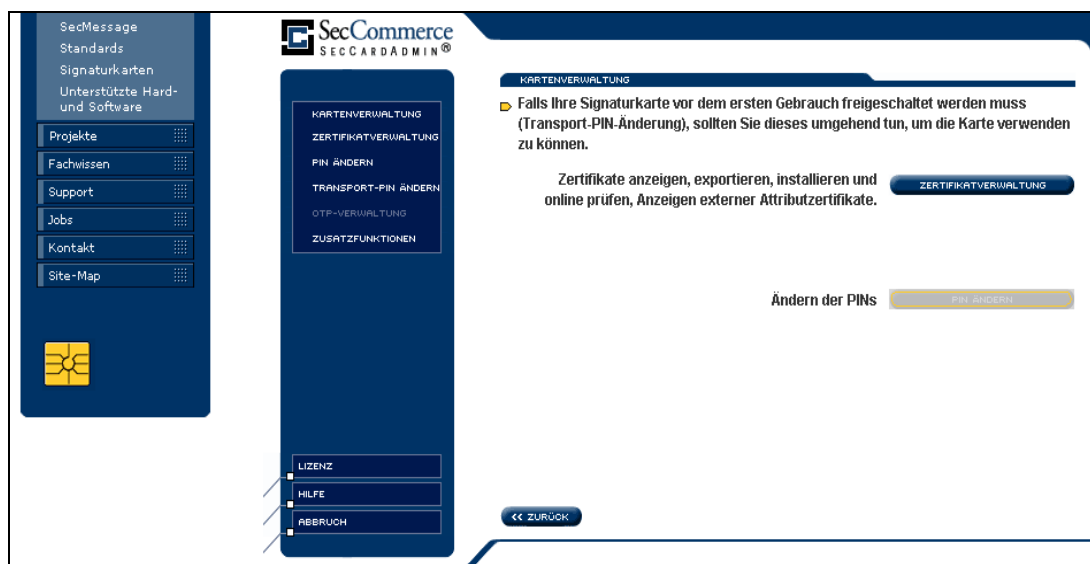 SecMessage
Standards
Signaturkarten
Unterstützte Hard-
und Software
Projekte
Fachwissen
Support
Jobs
Kontakt
Site-Map
SecCommerce
SECCARDADMIN®
KARTENVERWALTUNG
ZERTIFIKATVERWALTUNG
PIN ÄNDERN
TRANSPORT-PIN ÄNDERN
OTP-VERWALTUNG
ZUSATZFUNKTIONEN
LIZENZ
HILFE
ABBRUCH
KARTENVERWALTUNG
Falls Ihre Signaturkarte vor dem ersten Gebrauch freigeschaltet werden muss
(Transport-PIN-Änderung), sollten Sie dieses umgehend tun, um die Karte verwenden
zu können.
Zertifikate anzeigen, exportieren, installieren und
online prüfen, Anzeigen externer Attributzertifikate.
ZERTIFIKATVERWALTUNG
Ändern der PINs
PIN ÄNDERN
<< ZURÜCK